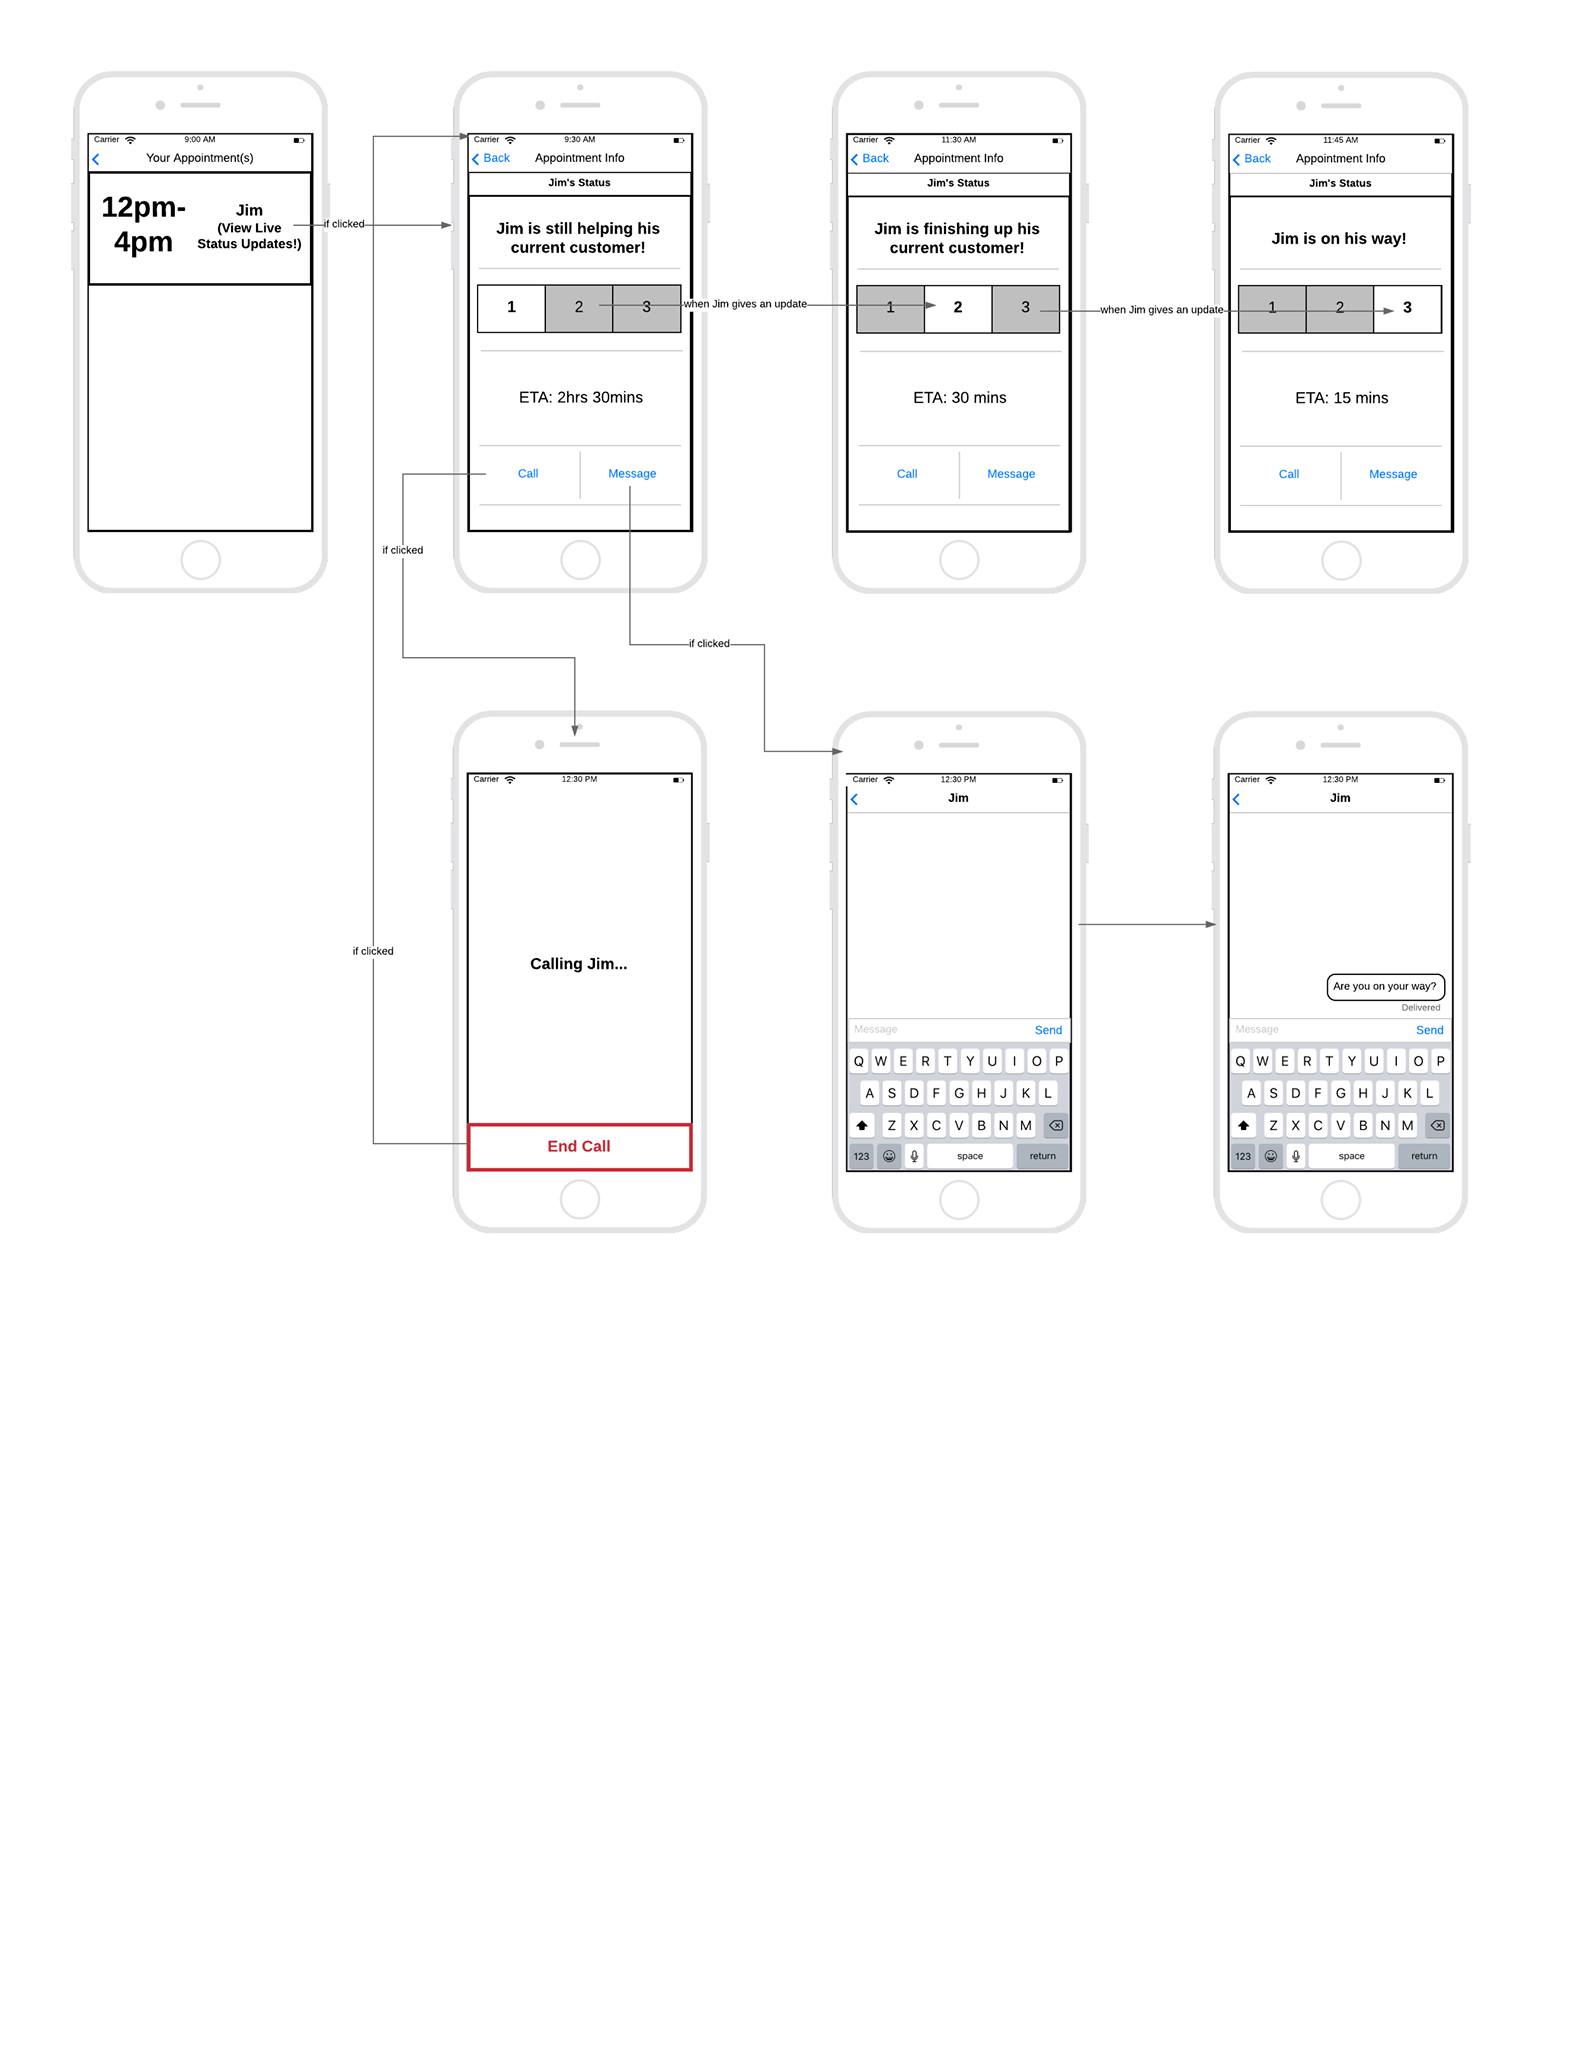 Carrier 9:00 AM
Your Appointment(s)
12pm-
4pm
Jim
(View Live
Status Updates!)
if clicked
Carrier 9:30 AM
Back Appointment Info
Jim's Status
Jim is still helping his
current customer!
1 2 3
when Jim gives an update
ETA: 2hrs 30mins
Call Message
Carrier 11:30 AM
Back Appointment Info
Jim's Status
Jim is finishing up his
current customer!
1 2 3
when Jim gives an update
ETA: 30 mins
Call Message
Carrier 11:45 AM
Back Appointment Info
Jim's Status
Jim is on his way!
1 2 3
ETA: 15 mins
Call Message
if clicked
if clicked
if clicked
Carrier 12:30 PM
Calling Jim...
End Call
Carrier 12:30 PM
Jim
Message Send
Q W E R T Y U I O P
A S D F G H J K L
Z X C V B N M
123 space return
Carrier 12:30 PM
Jim
Are you on your way?
Delivered
Message Send
Q W E R T Y U I O P
A S D F G H J K L
Z X C V B N M
123 space return